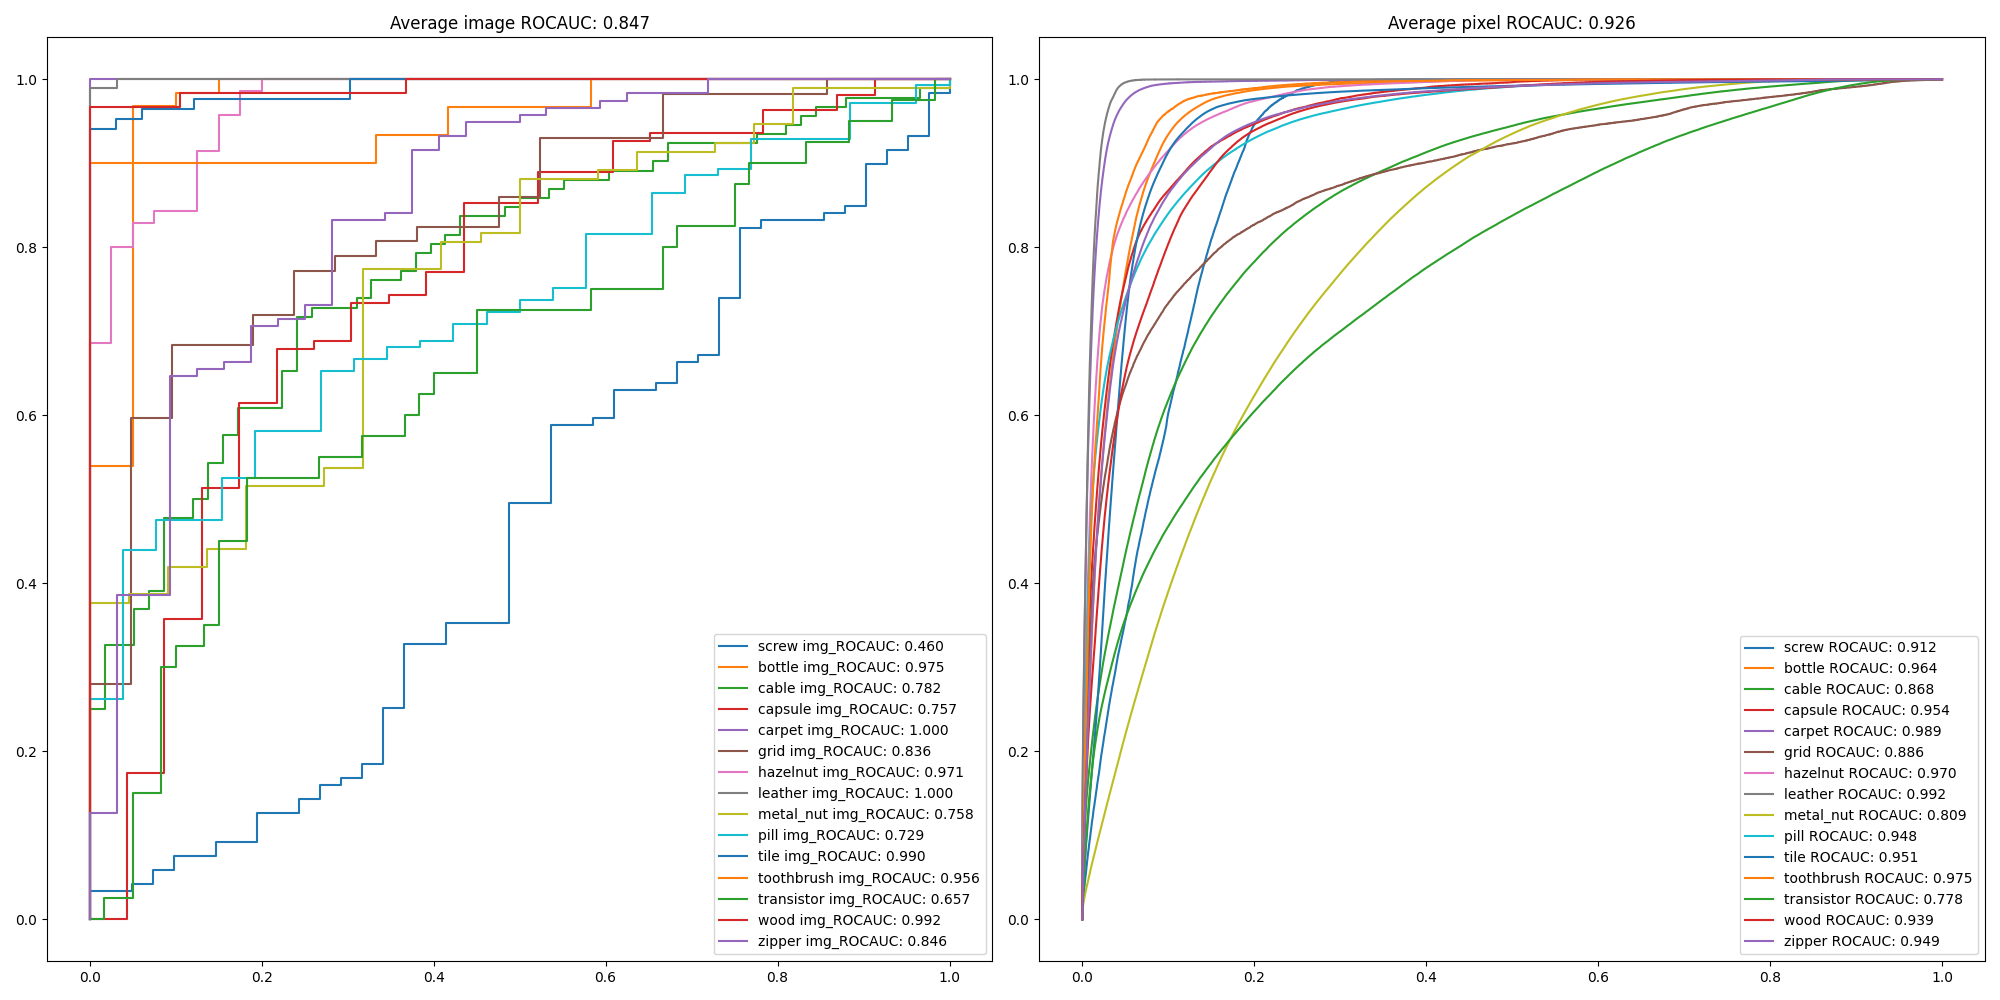 Average image ROCAUC: 0.847
1.0
0.8
0.6
0.4
0.2
0.0
0.0 0.2 0.4 0.6 0.8 1.0
screw img_ROCAUC: 0.460
bottle img_ROCAUC: 0.975
cable img_ROCAUC: 0.782
capsule img_ROCAUC: 0.757
carpet img_ROCAUC: 1.000
grid img_ROCAUC: 0.836
hazelnut img_ROCAUC: 0.971
leather img_ROCAUC: 1.000
metal_nut img_ROCAUC: 0.758
pill img_ROCAUC: 0.729
tile img_ROCAUC: 0.990
toothbrush img_ROCAUC: 0.956
transistor img_ROCAUC: 0.657
wood img_ROCAUC: 0.992
zipper img_ROCAUC: 0.846
Average pixel ROCAUC: 0.926
1.0
0.8
0.6
0.4
0.2
0.0
0.0 0.2 0.4 0.6 0.8 1.0
screw ROCAUC: 0.912
bottle ROCAUC: 0.964
cable ROCAUC: 0.868
capsule ROCAUC: 0.954
carpet ROCAUC: 0.989
grid ROCAUC: 0.886
hazelnut ROCAUC: 0.970
leather ROCAUC: 0.992
metal_nut ROCAUC: 0.809
pill ROCAUC: 0.948
tile ROCAUC: 0.951
toothbrush ROCAUC: 0.975
transistor ROCAUC: 0.778
wood ROCAUC: 0.939
zipper ROCAUC: 0.949